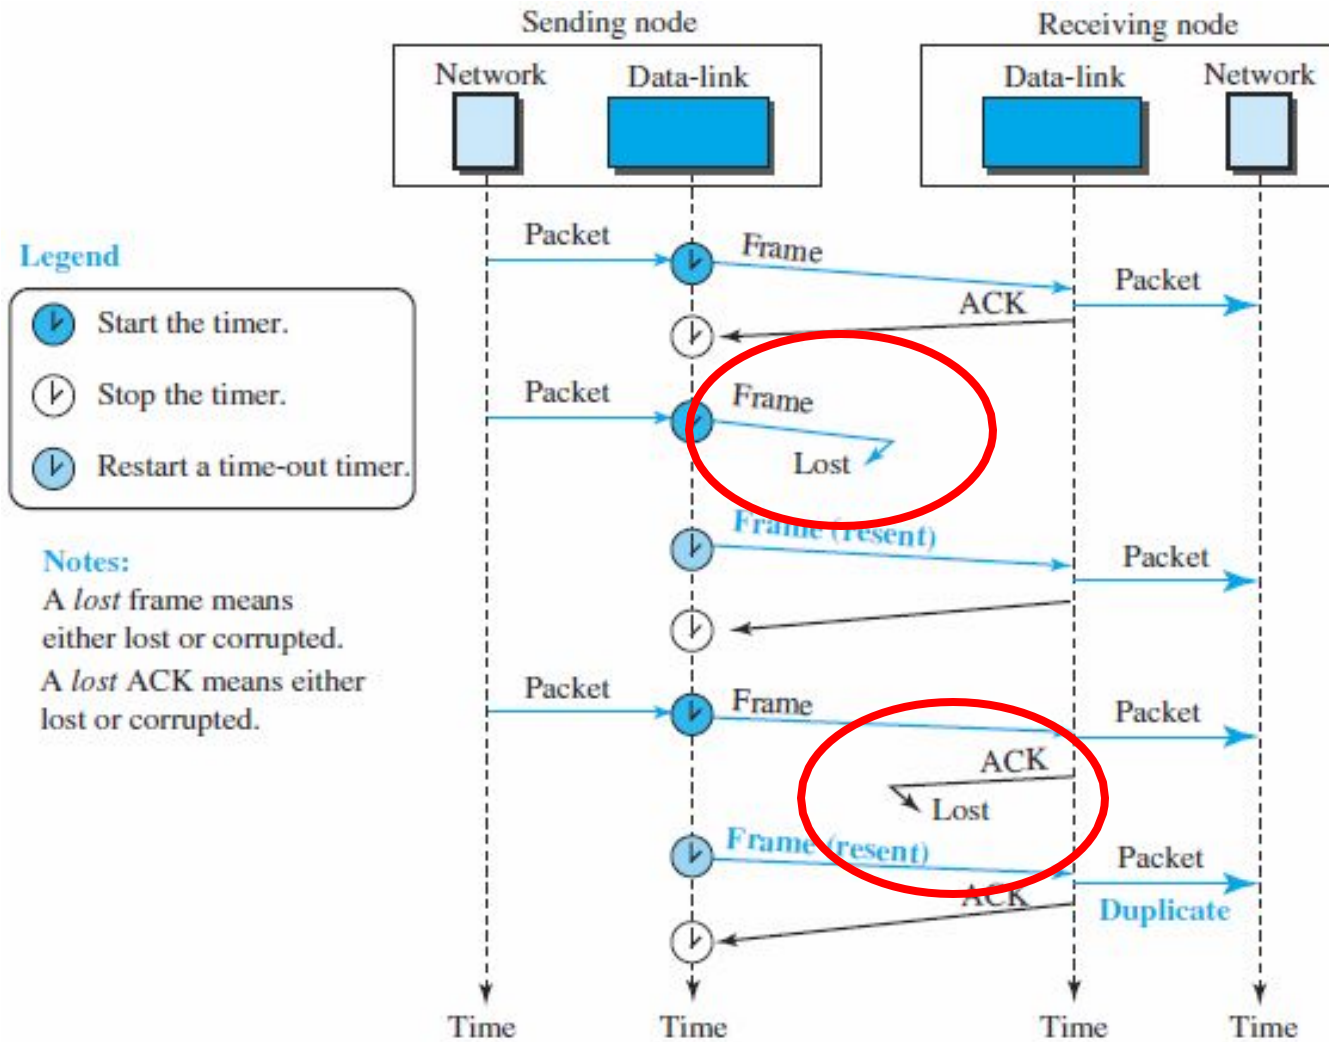 Sending node
Receiving node
Network
Data-link
Data-link
Network
Packet
Frame
Packet
ACK
Legend
Start the timer.
Stop the timer.
Restart a time-out timer.
Packet
Frame
Lost
Frame (resent)
Packet
Notes:
A lost frame means
either lost or corrupted.
A lost ACK means either
lost or corrupted.
Packet
Frame
Packet
ACK
Lost
Frame (resent)
Packet
ACK
Duplicate
Time
Time
Time
Time